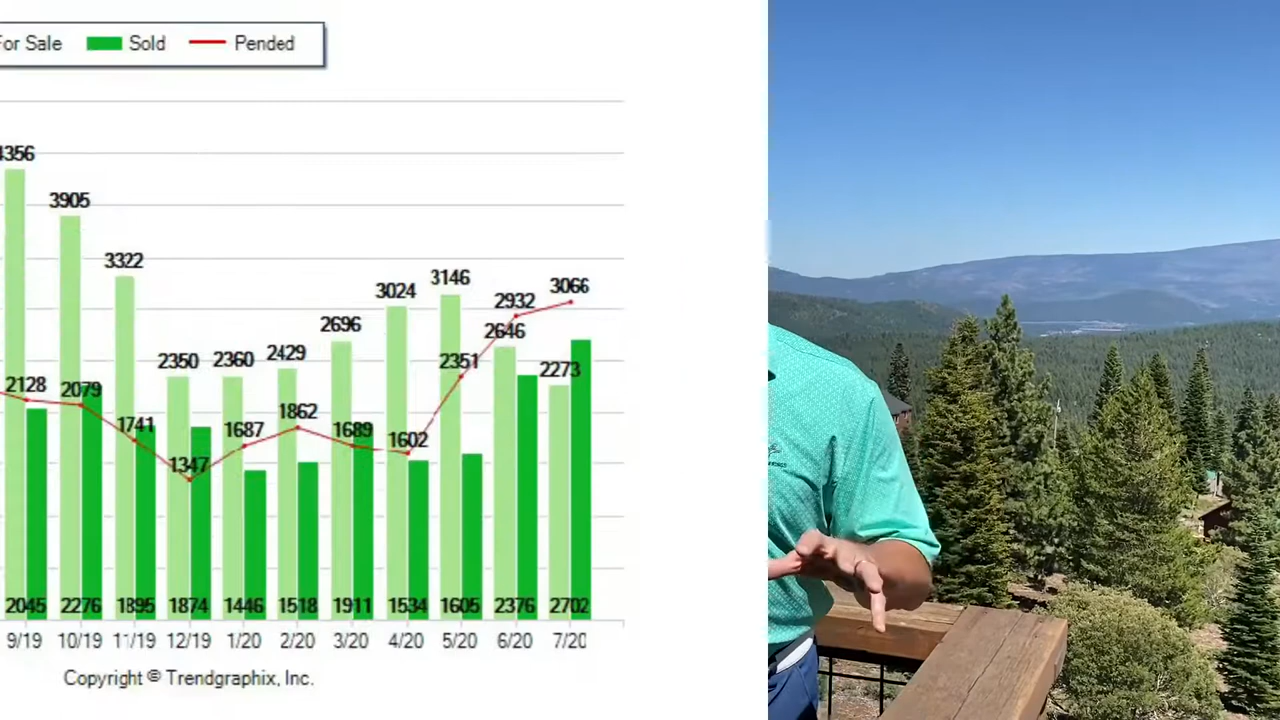 For Sale Sold Pended
4356
3905
3322
2350 2360 2429 2696 3024 3146 2646 2273
2128 2079 1741 1347 1687 1862 1689 1602 2351 2932 3066
2045 2276 1895 1874 1446 1518 1911 1534 1605 2376 2702
9/19 10/19 11/19 12/19 1/20 2/20 3/20 4/20 5/20 6/20 7/20
Copyright © Trendgraphix, Inc.